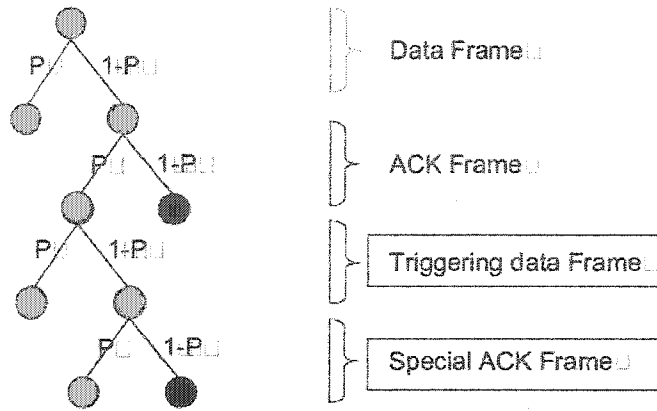 P 1-P Data Frame
P 1-P ACK Frame
P 1-P Triggering data Frame
P 1-P Special ACK Frame